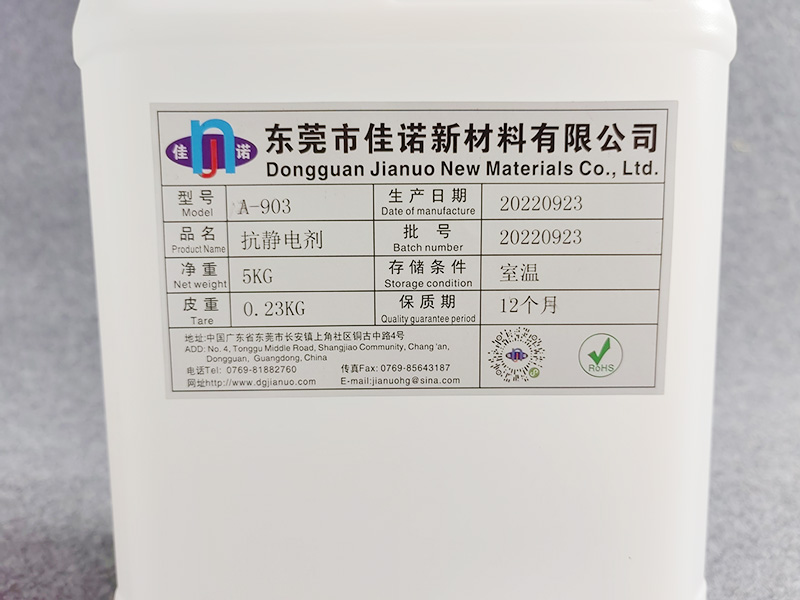 佳 n 诺
东莞市佳诺新材料有限公司
Dongguan Jianuo New Materials Co., Ltd.
型号 A-903 生产日期 20220923
Model Date of manufacture
品名 抗静电剂 批号 20220923
Product Name Batch number
净重 5KG 存储条件 室温
Net weight Storage condition
皮重 0.23KG 保质期 12个月
Tare Quality guarantee period
地址:中国广东省东莞市长安镇上角社区铜古中路4号
ADD: No. 4, Tonggu Middle Road, Shangjiao Community, Chang 'an,
Dongguan, Guangdong, China
电话Tel: 0769-81882760 传真Fax: 0769-85643187
网址http://www.dgjianuo.com E-mail:jianuohg@sina.com
RoHS